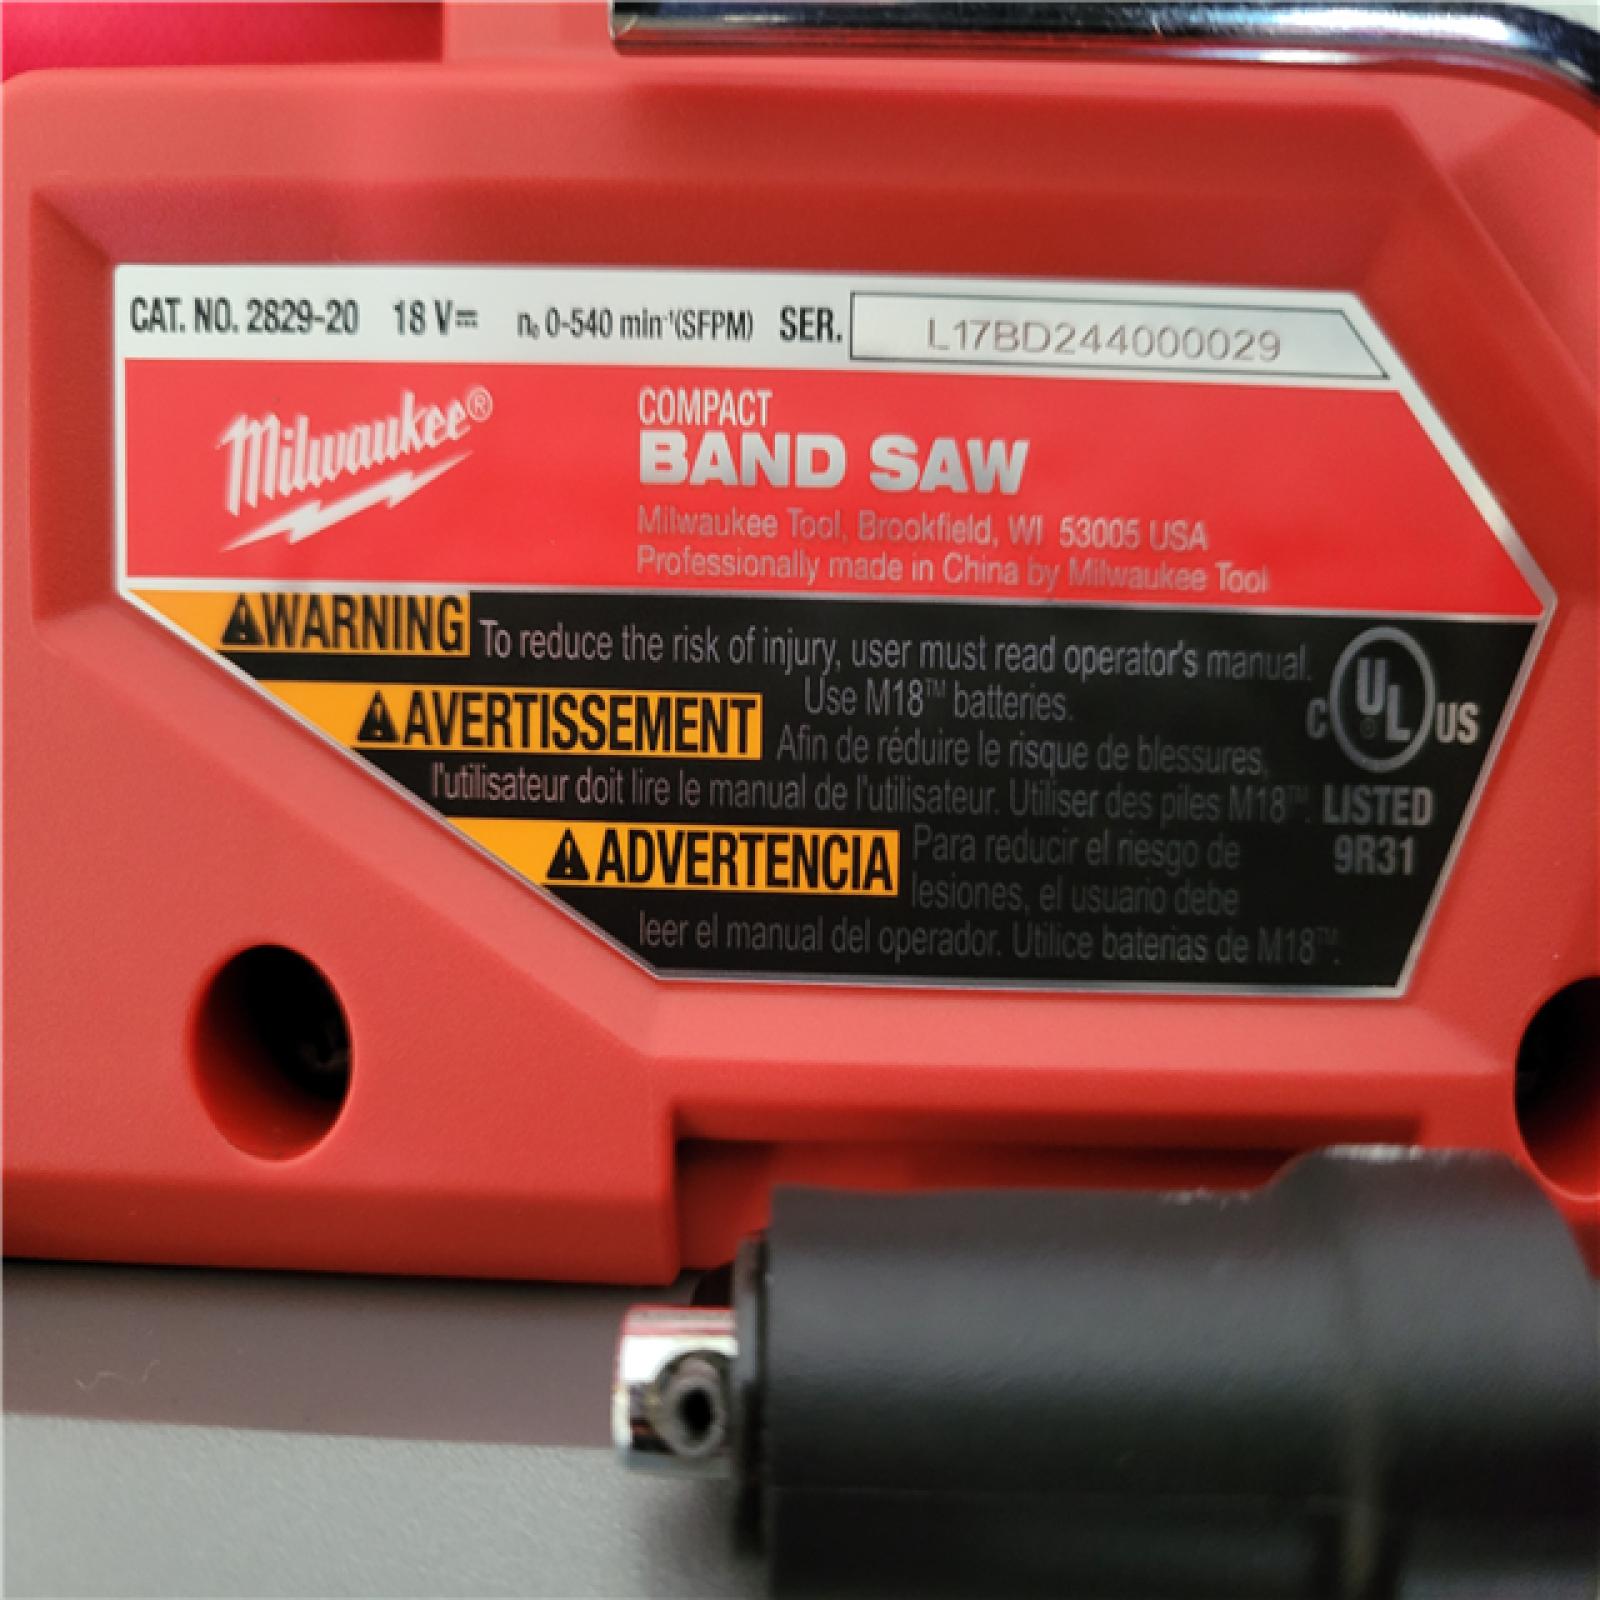 CAT. NO. 2829-20 18 V⎓ n₀ 0-540 min⁻¹(SFPM) SER. L17BD244000029
Milwaukee®
COMPACT
BAND SAW
Milwaukee Tool, Brookfield, WI 53005 USA
Professionally made in China by Milwaukee Tool
⚠WARNING To reduce the risk of injury, user must read operator's manual.
Use M18™ batteries.
⚠AVERTISSEMENT Afin de réduire le risque de blessures,
l'utilisateur doit lire le manual de l'utilisateur. Utiliser des piles M18™.
⚠ADVERTENCIA Para reducir el riesgo de
lesiones, el usuario debe
leer el manual del operador. Utilice baterias de M18™.
C UL US
LISTED
9R31